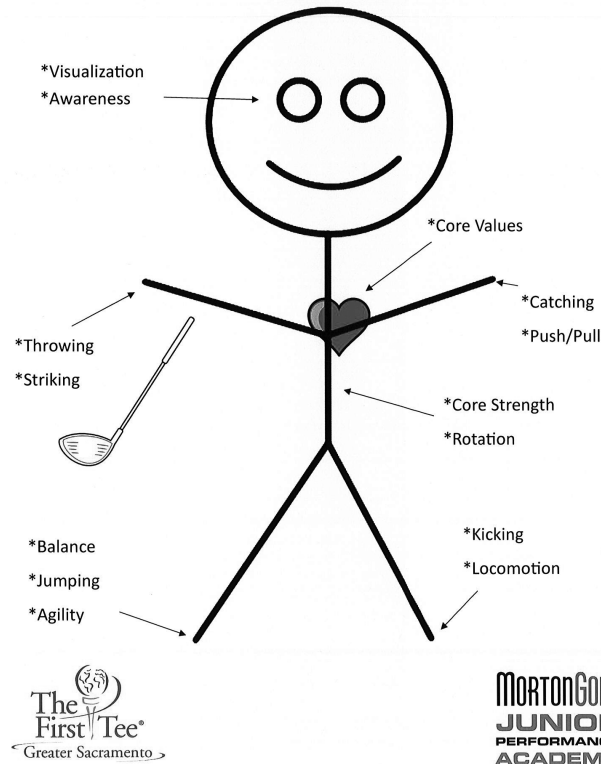 *Visualization
*Awareness
*Core Values
*Catching
*Push/Pull
*Throwing
*Striking
*Core Strength
*Rotation
*Balance
*Jumping
*Agility
*Kicking
*Locomotion
The
First Tee®
Greater Sacramento